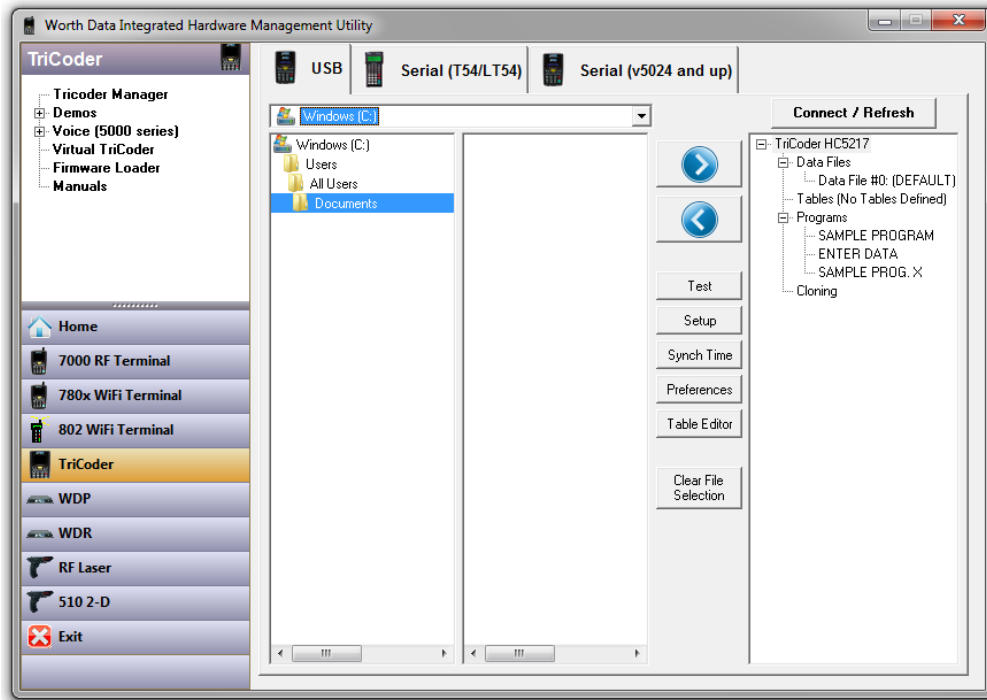 Worth Data Integrated Hardware Management Utility
TriCoder
Tricoder Manager
Demos
Voice (5000 series)
Virtual TriCoder
Firmware Loader
Manuals
Home
7000 RF Terminal
780x WiFi Terminal
802 WiFi Terminal
TriCoder
WDP
WDR
RF Laser
510 2-D
Exit
USB
Serial (T54/LT54)
Serial (v5024 and up)
Windows (C:)
Windows (C:)
Users
All Users
Documents
Test
Setup
Synch Time
Preferences
Table Editor
Clear File
Selection
Connect / Refresh
TriCoder HC5217
Data Files
Data File #0: (DEFAULT)
Tables (No Tables Defined)
Programs
SAMPLE PROGRAM
ENTER DATA
SAMPLE PROG. X
Cloning